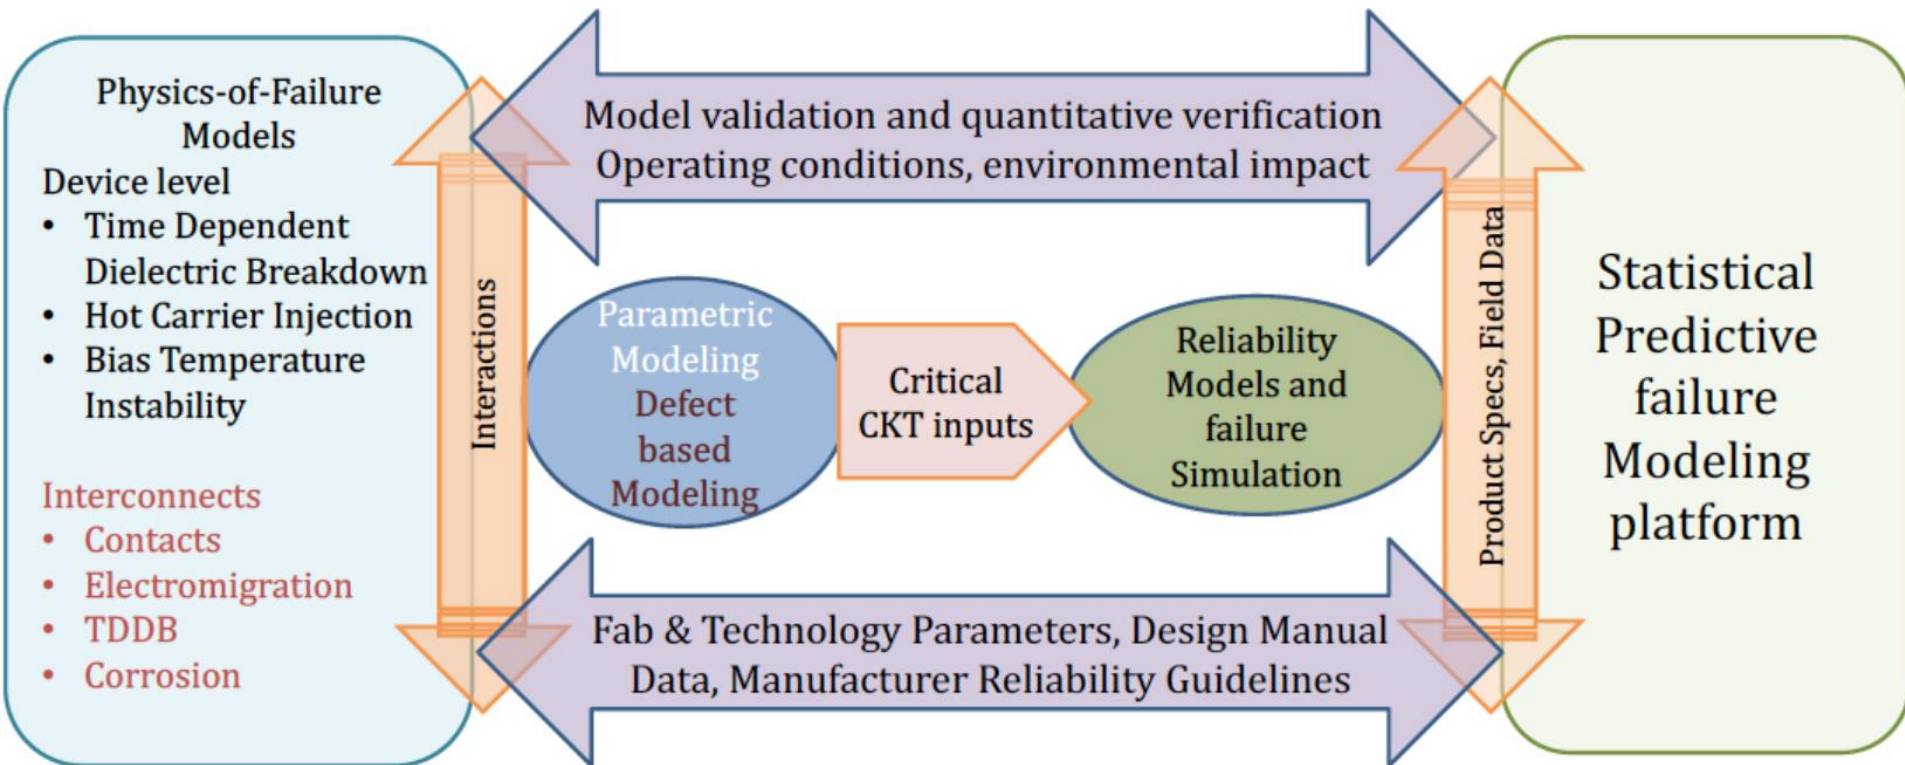 Physics-of-Failure
Models
Device level
• Time Dependent
Dielectric Breakdown
• Hot Carrier Injection
• Bias Temperature
Instability
Interconnects
• Contacts
• Electromigration
• TDDB
• Corrosion
Interactions
Model validation and quantitative verification
Operating conditions, environmental impact
Parametric
Modeling
Defect
based
Modeling
Critical
CKT inputs
Reliability
Models and
failure
Simulation
Fab & Technology Parameters, Design Manual
Data, Manufacturer Reliability Guidelines
Product Specs, Field Data
Statistical
Predictive
failure
Modeling
platform